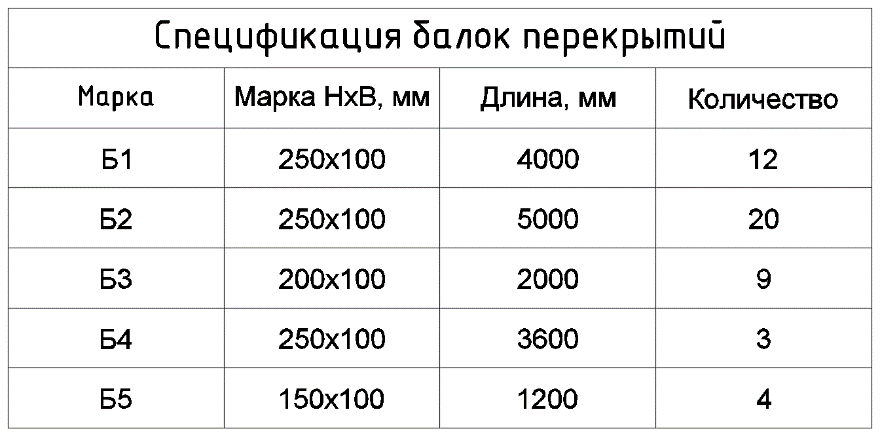 Спецификация балок перекрытий
Марка Марка HxB, мм Длина, мм Количество
Б1 250x100 4000 12
Б2 250x100 5000 20
Б3 200x100 2000 9
Б4 250x100 3600 3
Б5 150x100 1200 4